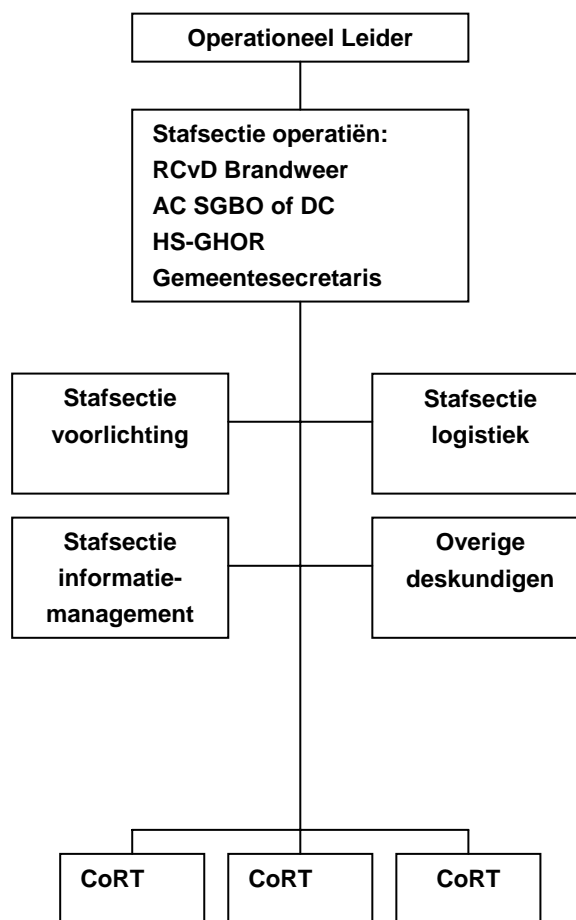 Operationeel Leider
Stafsectie operatiën:
RCvD Brandweer
AC SGBO of DC
HS-GHOR
Gemeentesecretaris
Stafsectie
voorlichting
Stafsectie
logistiek
Stafsectie
informatie-
management
Overige
deskundigen
CoRT
CoRT
CoRT